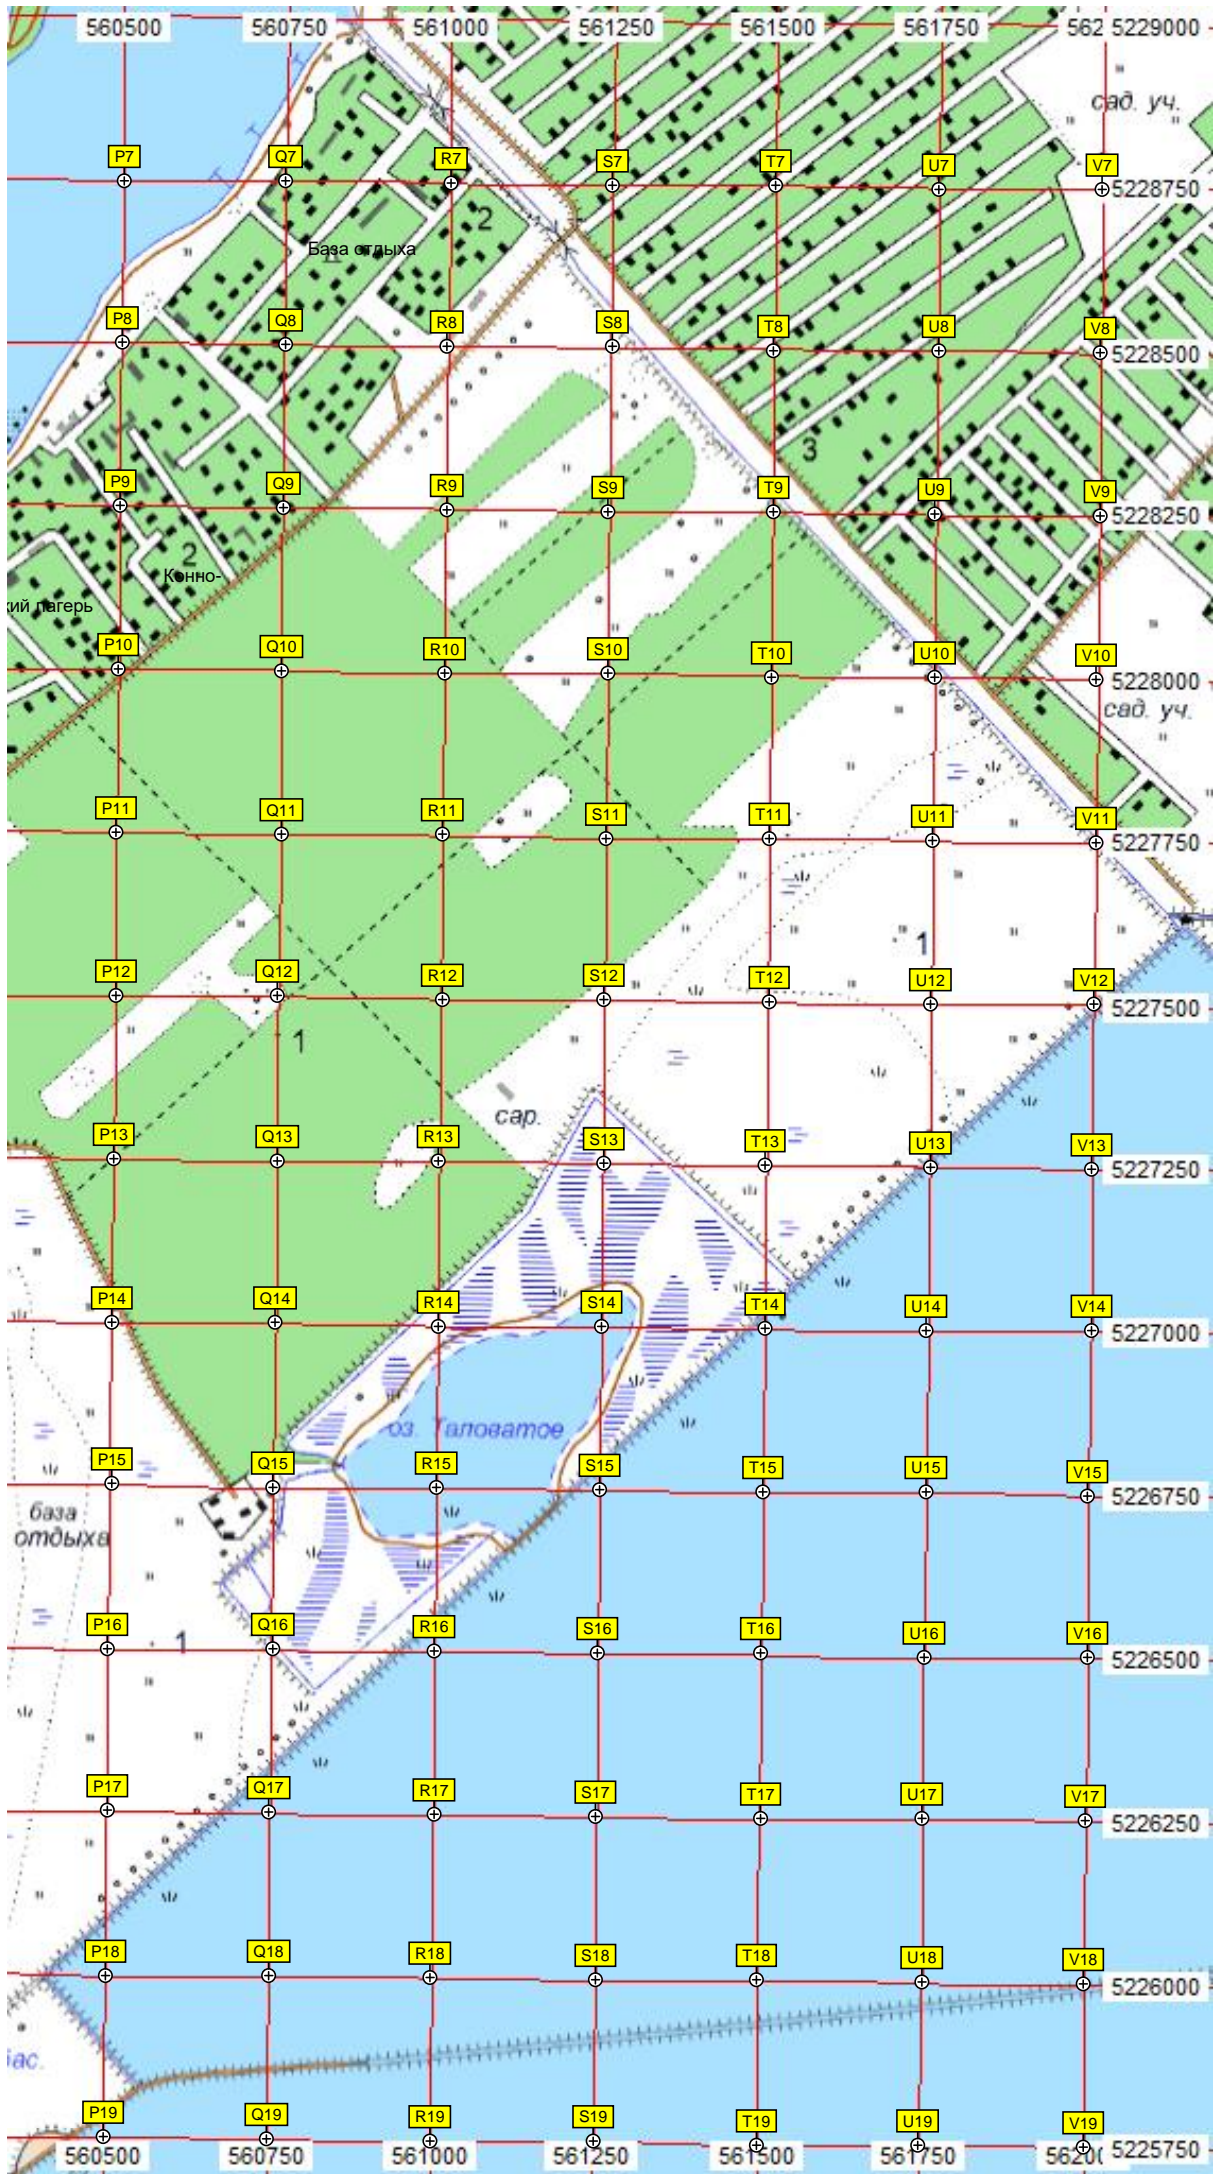 560500 560750 561000 561250 561500 561750 562 5229000
сад. уч.
P7 Q7 R7 S7 T7 U7 V7
5228750
2
База отдыха
P8 Q8 R8 S8 T8 U8 V8
5228500
3
P9 Q9 R9 S9 T9 U9 V9
5228250
2
Конно-
кий лагерь
P10 Q10 R10 S10 T10 U10 V10
5228000
сад. уч.
P11 Q11 R11 S11 T11 U11 V11
5227750
1
P12 Q12 R12 S12 T12 U12 V12
5227500
1
сар.
P13 Q13 R13 S13 T13 U13 V13
5227250
P14 Q14 R14 S14 T14 U14 V14
5227000
оз. Таловатое
P15 Q15 R15 S15 T15 U15 V15
5226750
база
отдыха
P16 Q16 R16 S16 T16 U16 V16
1
5226500
P17 Q17 R17 S17 T17 U17 V17
5226250
P18 Q18 R18 S18 T18 U18 V18
5226000
ас.
P19 Q19 R19 S19 T19 U19 V19
560500 560750 561000 561250 561500 561750 5620 5225750